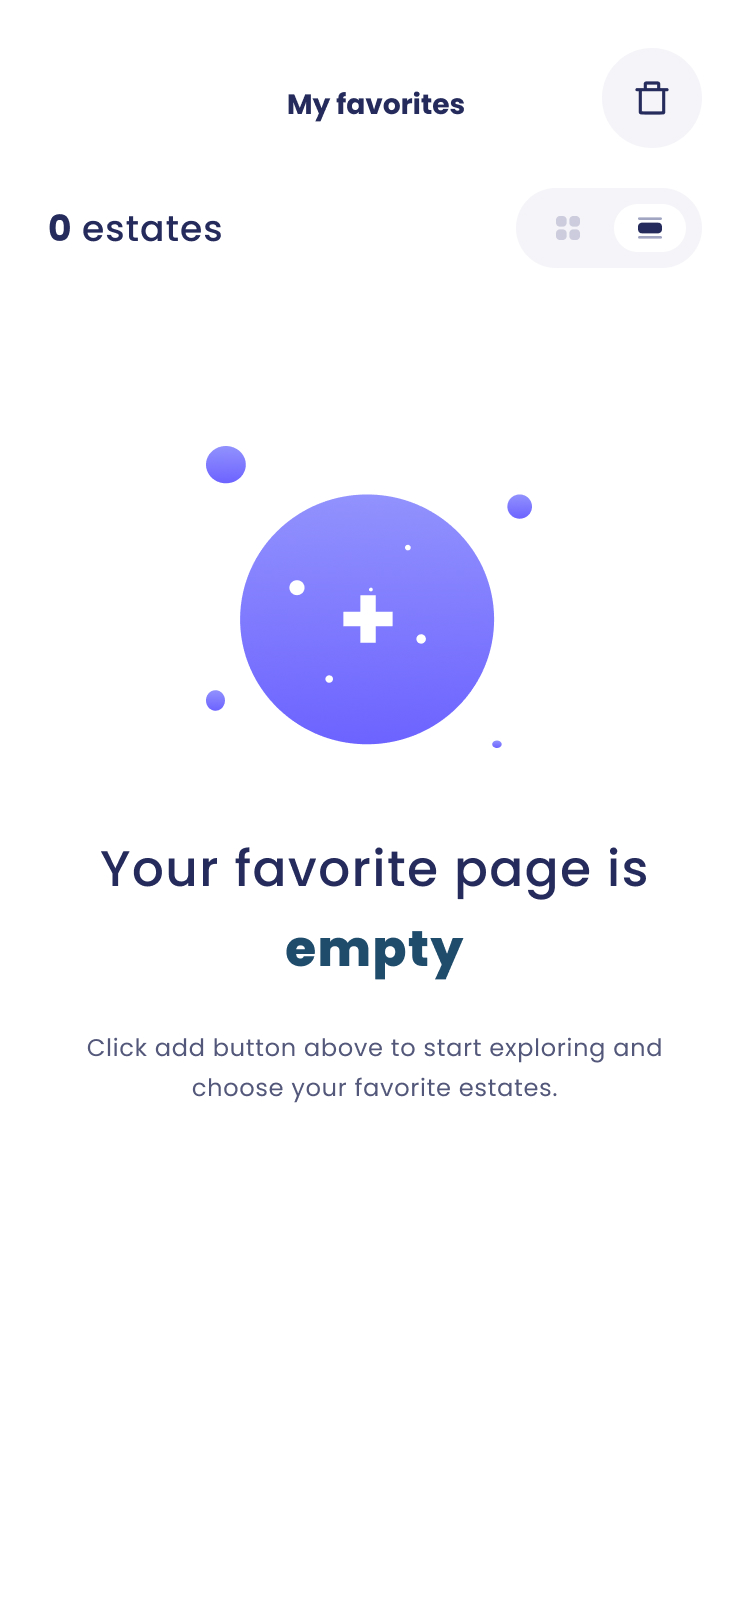 My favorites
0 estates
Your favorite page is
empty
Click add button above to start exploring and
choose your favorite estates.